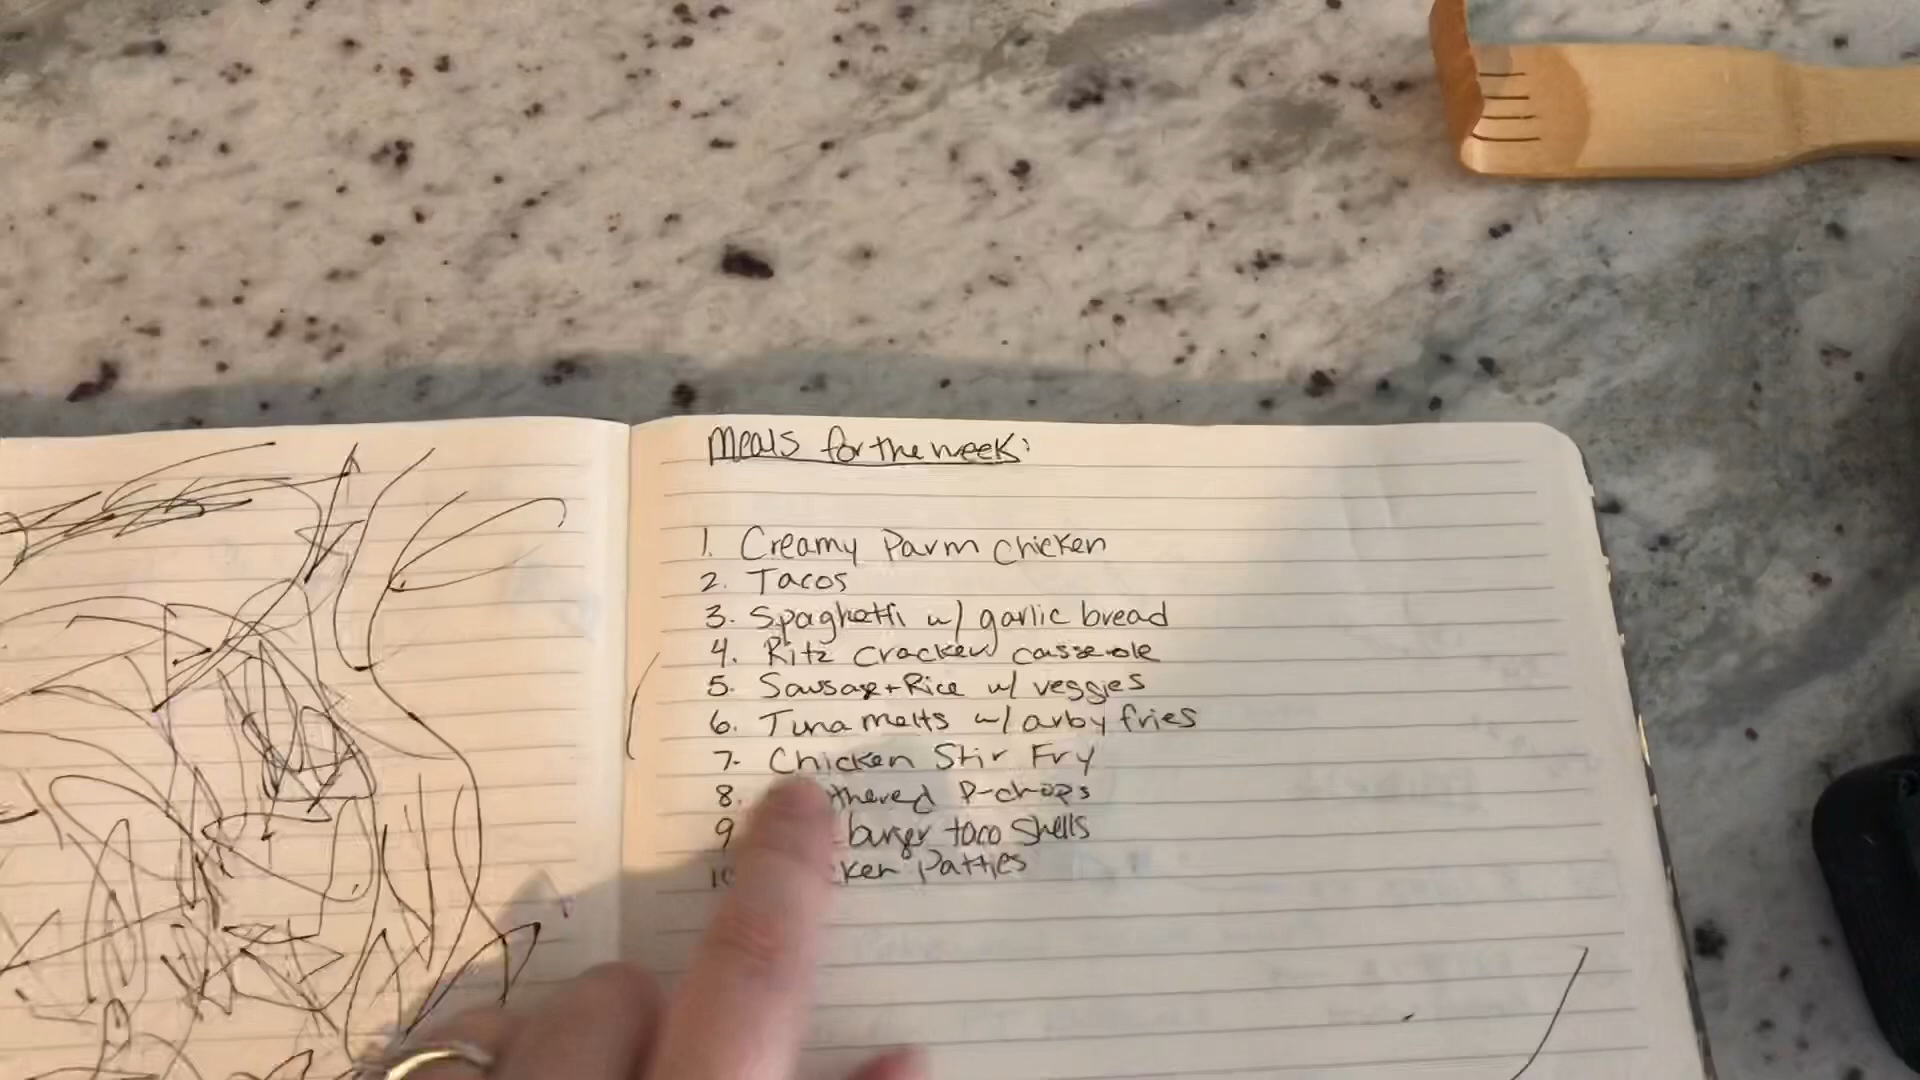 Meals for the week:
1. Creamy Parm chicken
2. Tacos
3. Spaghetti w/ garlic bread
4. Ritz cracker casserole
5. Sausage + Rice w/ veggies
6. Tuna melts w/ arby fries
7. Chicken Stir Fry
8. thered P-chops
9 burger taco shells
10 ken Patties